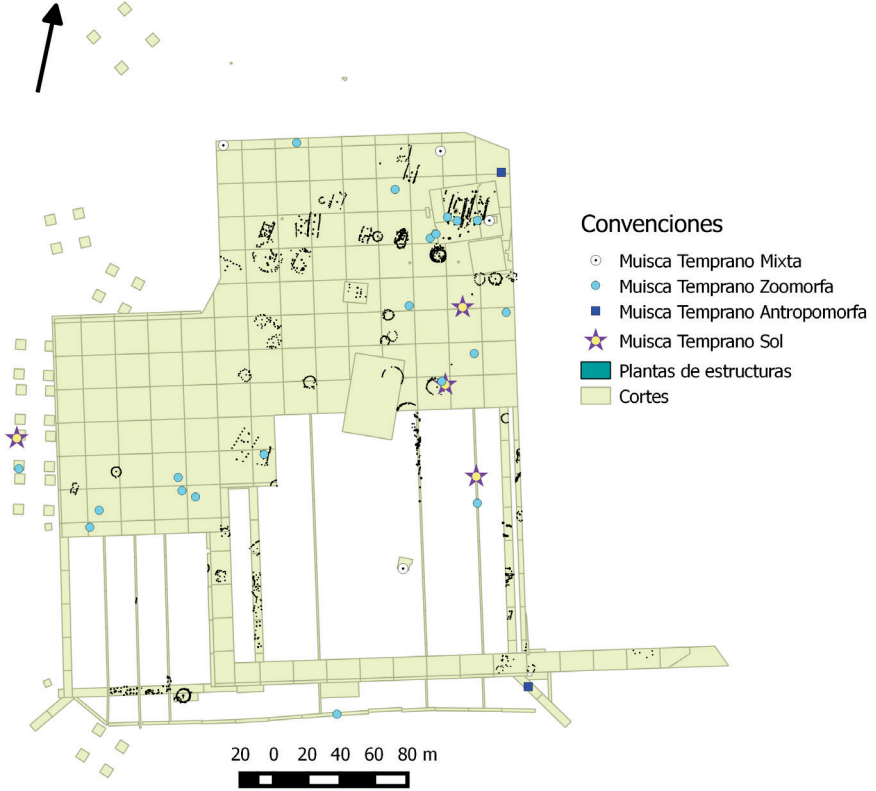 Convenciones
Muisca Temprano Mixta
Muisca Temprano Zoomorfa
Muisca Temprano Antropomorfa
Muisca Temprano Sol
Plantas de estructuras
Cortes
20 0 20 40 60 80 m